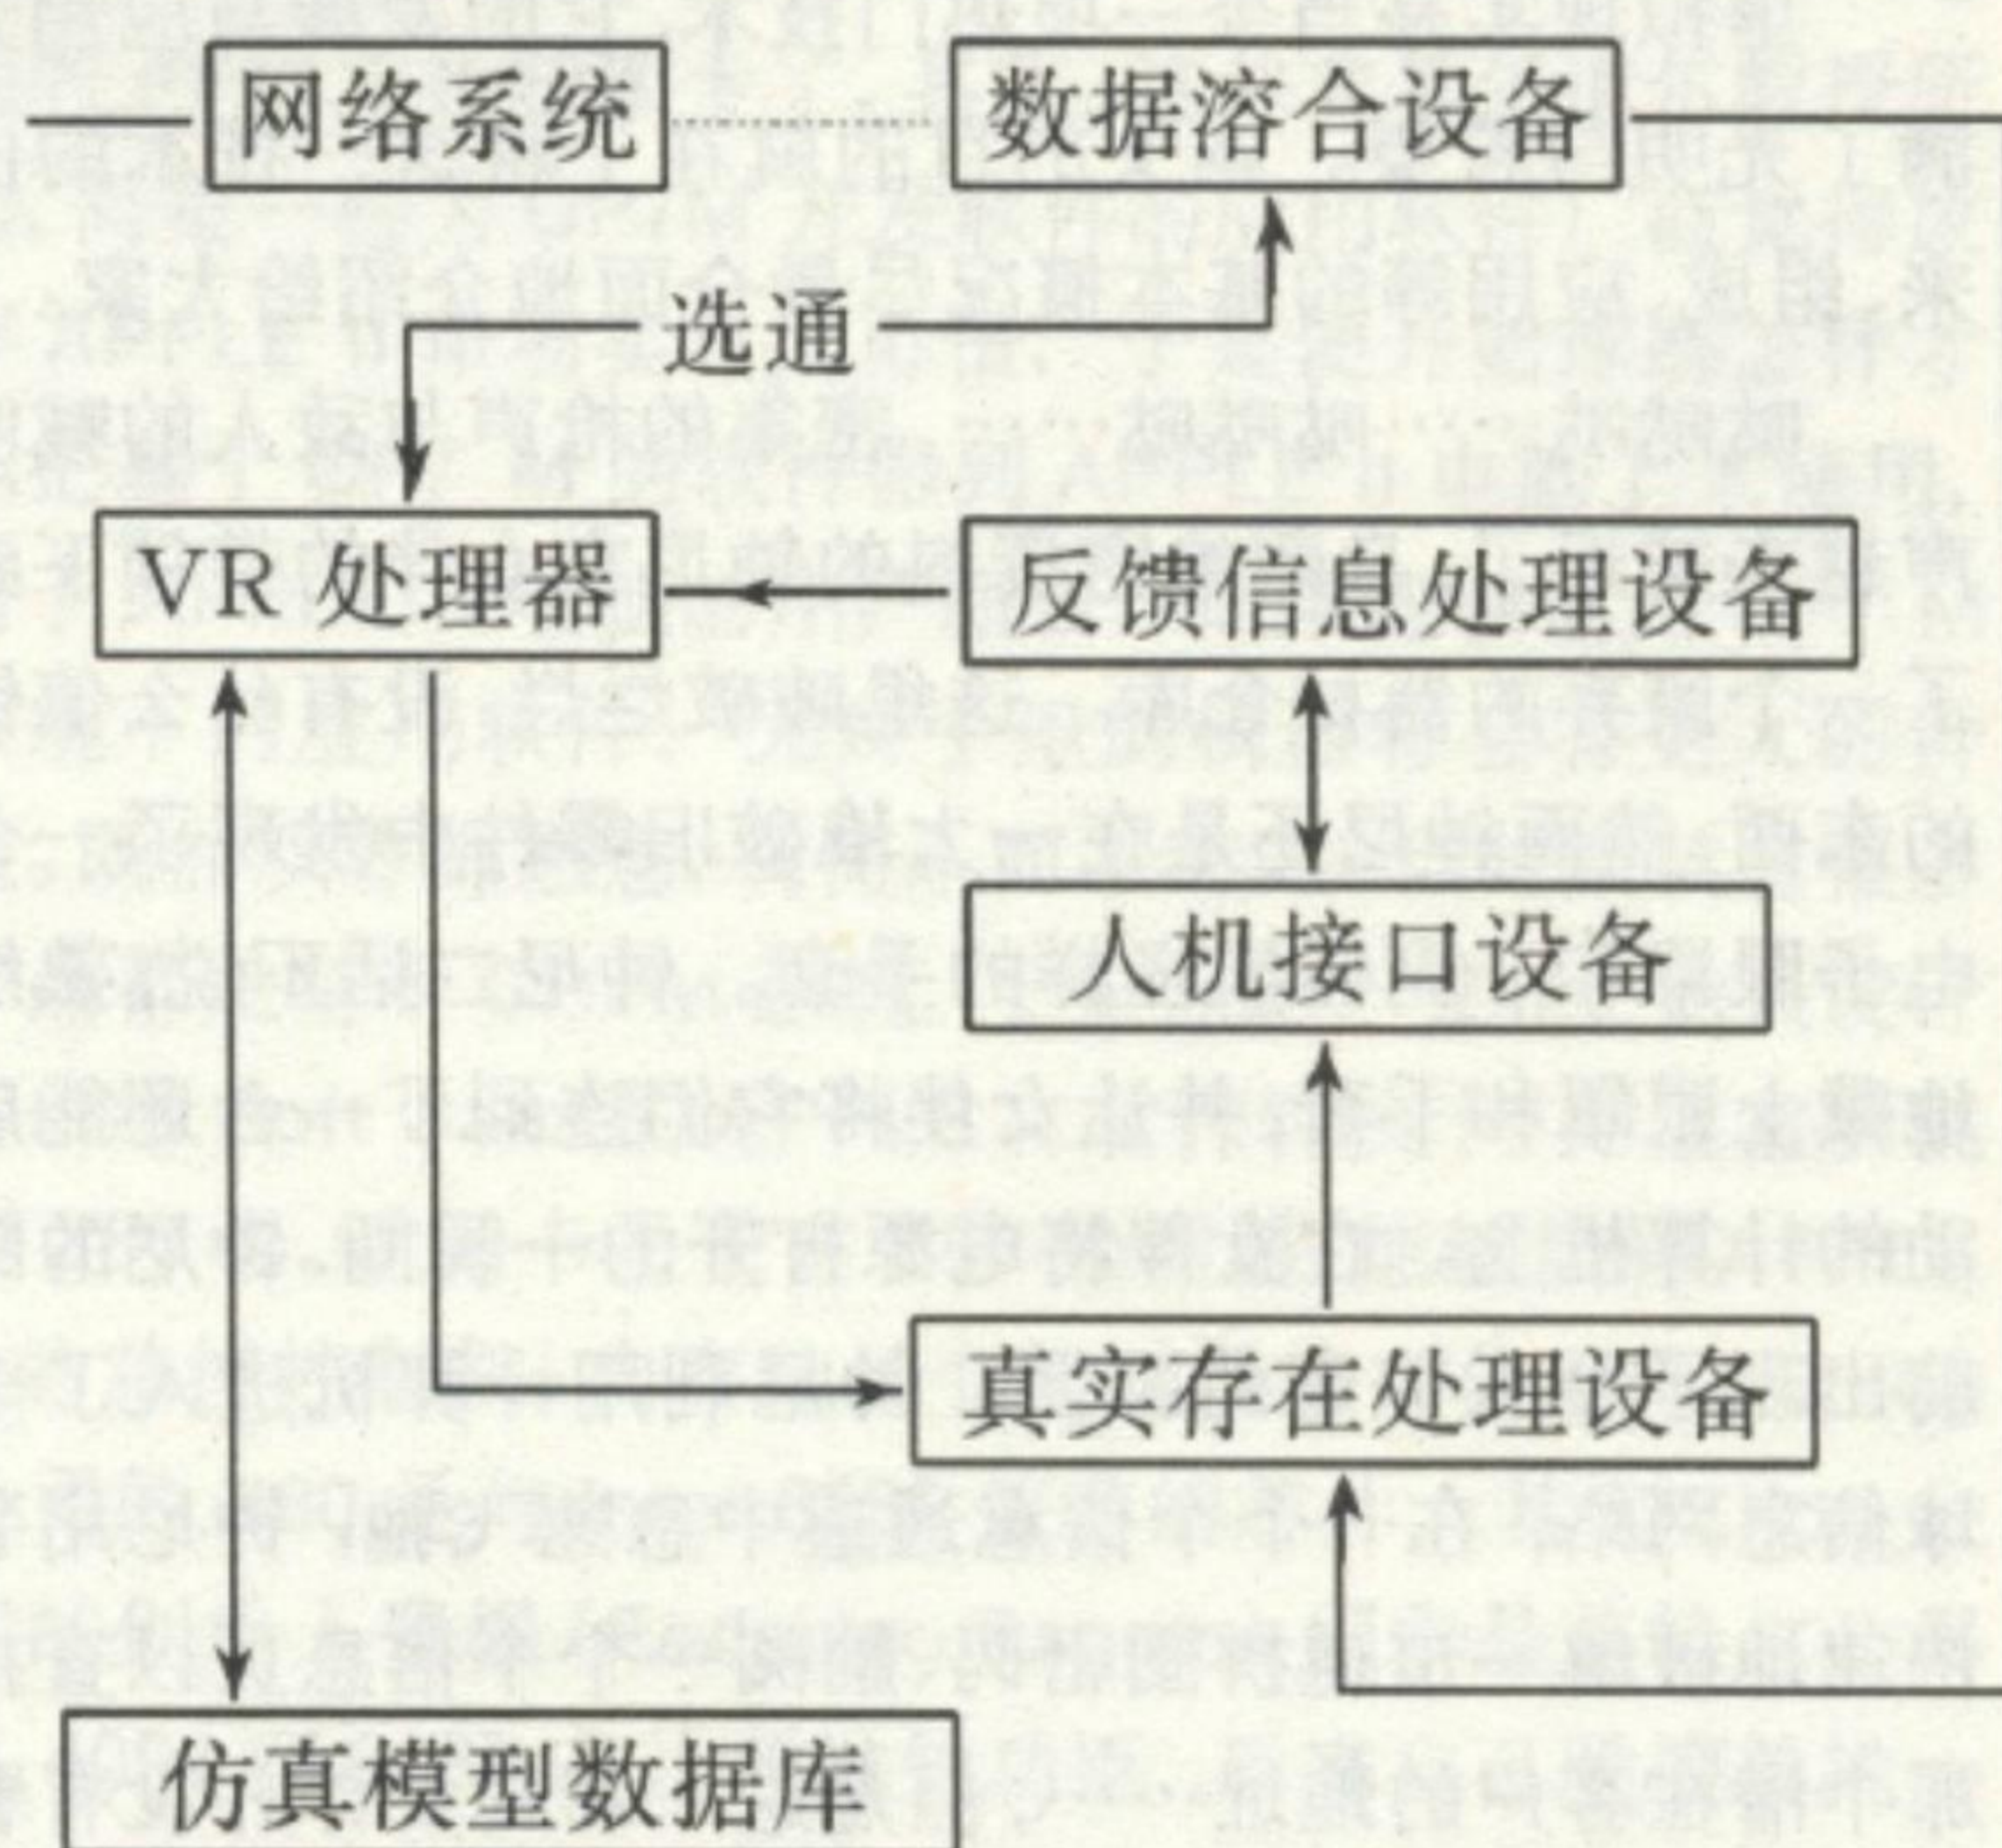 网络系统
数据溶合设备
选通
VR 处理器
反馈信息处理设备
人机接口设备
真实存在处理设备
仿真模型数据库